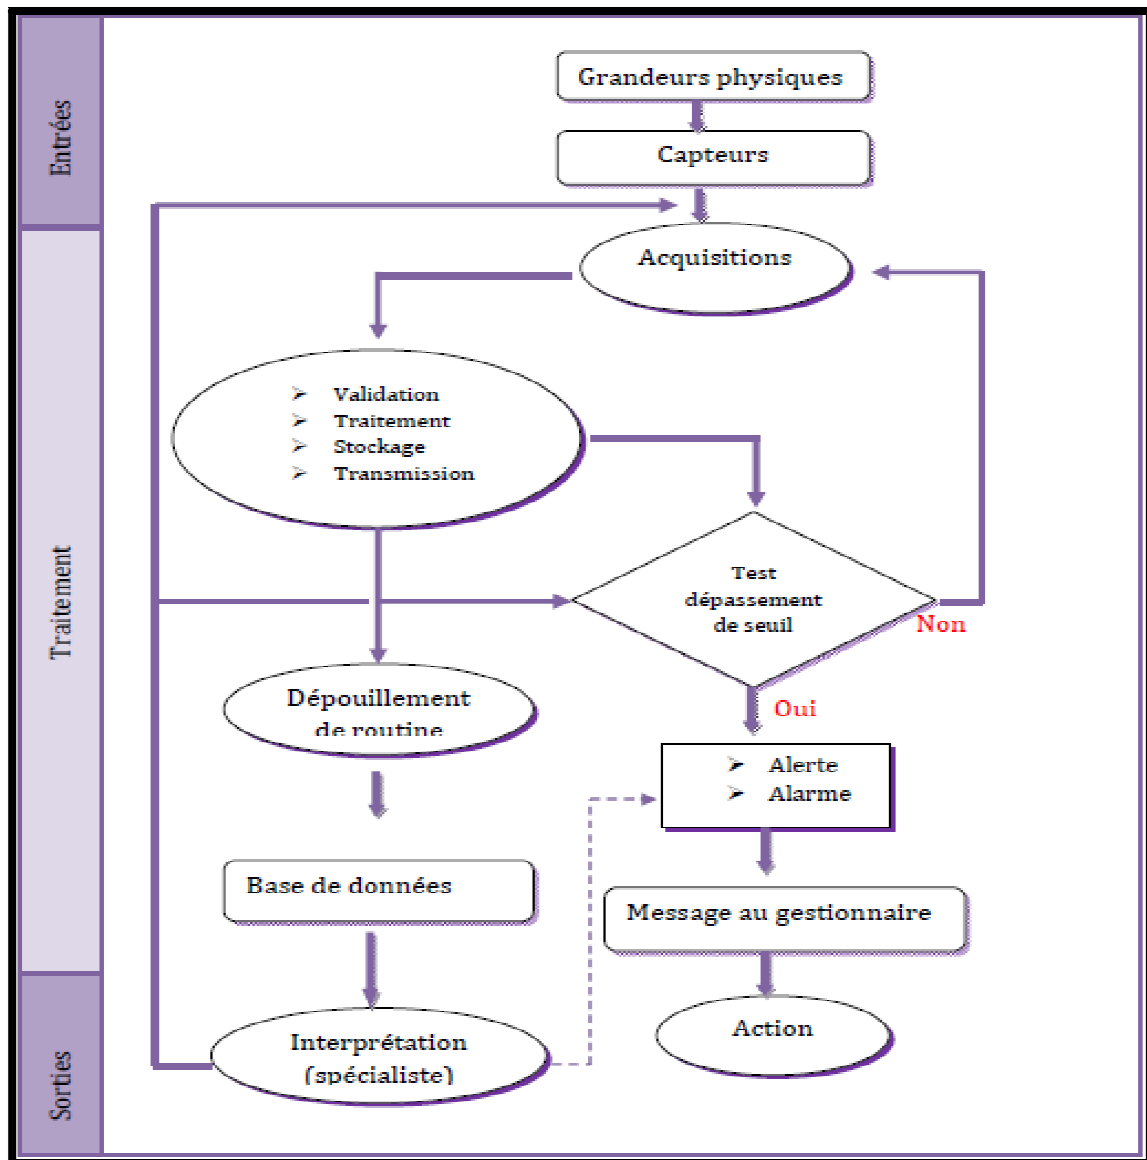 Entrées
Grandeurs physiques
Capteurs
Traitement
Acquisitions
➢ Validation
➢ Traitement
➢ Stockage
➢ Transmission
Test
dépassement
de seuil
Non
Oui
Dépouillement
de routine
➢ Alerte
➢ Alarme
Base de données
Message au gestionnaire
Sorties
Interprétation
(spécialiste)
Action